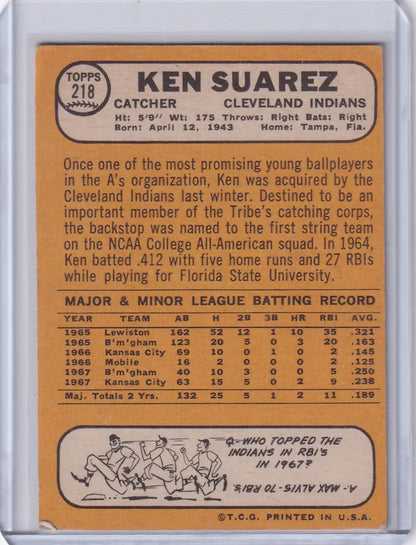 TOPPS
218
KEN SUAREZ
CATCHER CLEVELAND INDIANS
Ht: 5'9" Wt: 175 Throws: Right Bats: Right
Born: April 12, 1943 Home: Tampa, Fla.
Once one of the most promising young ballplayers
in the A's organization, Ken was acquired by the
Cleveland Indians last winter. Destined to be
an important member of the Tribe's catching corps,
the backstop was named to the first string team
on the NCAA College All-American squad. In 1964,
Ken batted .412 with five home runs and 27 RBIs
while playing for Florida State University.
MAJOR & MINOR LEAGUE BATTING RECORD
YEAR TEAM AB H 2B 3B HR RBI AVG.
1965 Lewiston 162 52 12 1 10 35 .321
1965 B'm'gham 123 20 5 0 3 20 .163
1966 Kansas City 69 10 0 1 0 2 .145
1966 Mobile 16 2 0 0 0 2 .125
1967 B'm'gham 40 10 3 0 0 5 .250
1967 Kansas City 63 15 5 0 2 9 .238
Maj. Totals 2 Yrs. 132 25 5 1 2 11 .189
Q-WHO TOPPED THE
INDIANS IN RBI'S
IN 1967?
A- MAX ALVIS-70 RBI'S
©T.C.G. PRINTED IN U.S.A.